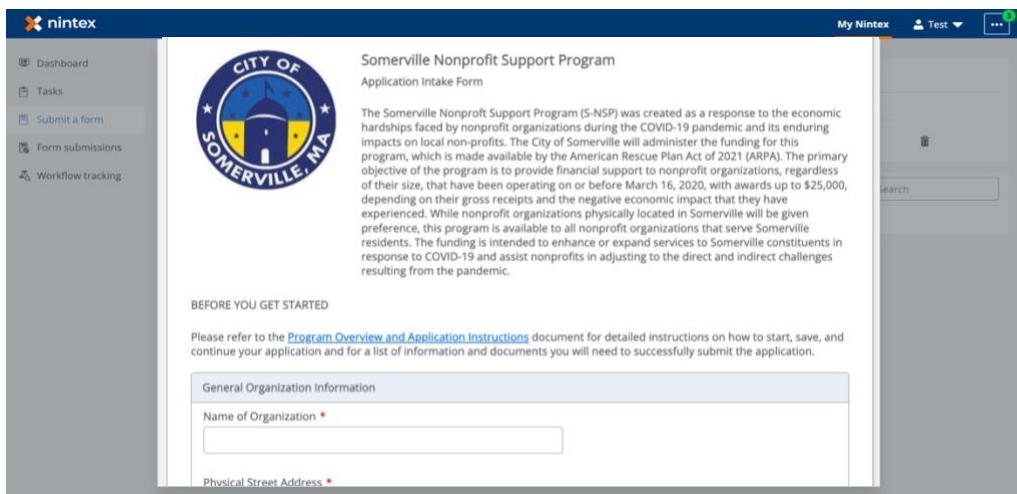 nintex
My Nintex
Test
3
Dashboard
Tasks
Submit a form
Form submissions
Workflow tracking
Search
CITY OF
SOMERVILLE, MA
Somerville Nonprofit Support Program
Application Intake Form
The Somerville Nonproft Support Program (S-NSP) was created as a response to the economic
hardships faced by nonprofit organizations during the COVID-19 pandemic and its enduring
impacts on local non-profits. The City of Somerville will administer the funding for this
program, which is made available by the American Rescue Plan Act of 2021 (ARPA). The primary
objective of the program is to provide financial support to nonprofit organizations, regardless
of their size, that have been operating on or before March 16, 2020, with awards up to $25,000,
depending on their gross receipts and the negative economic impact that they have
experienced. While nonprofit organizations physically located in Somerville will be given
preference, this program is available to all nonprofit organizations that serve Somerville
residents. The funding is intended to enhance or expand services to Somerville constituents in
response to COVID-19 and assist nonprofits in adjusting to the direct and indirect challenges
resulting from the pandemic.
BEFORE YOU GET STARTED
Please refer to the Program Overview and Application Instructions document for detailed instructions on how to start, save, and
continue your application and for a list of information and documents you will need to successfully submit the application.
General Organization Information
Name of Organization *
Physical Street Address *